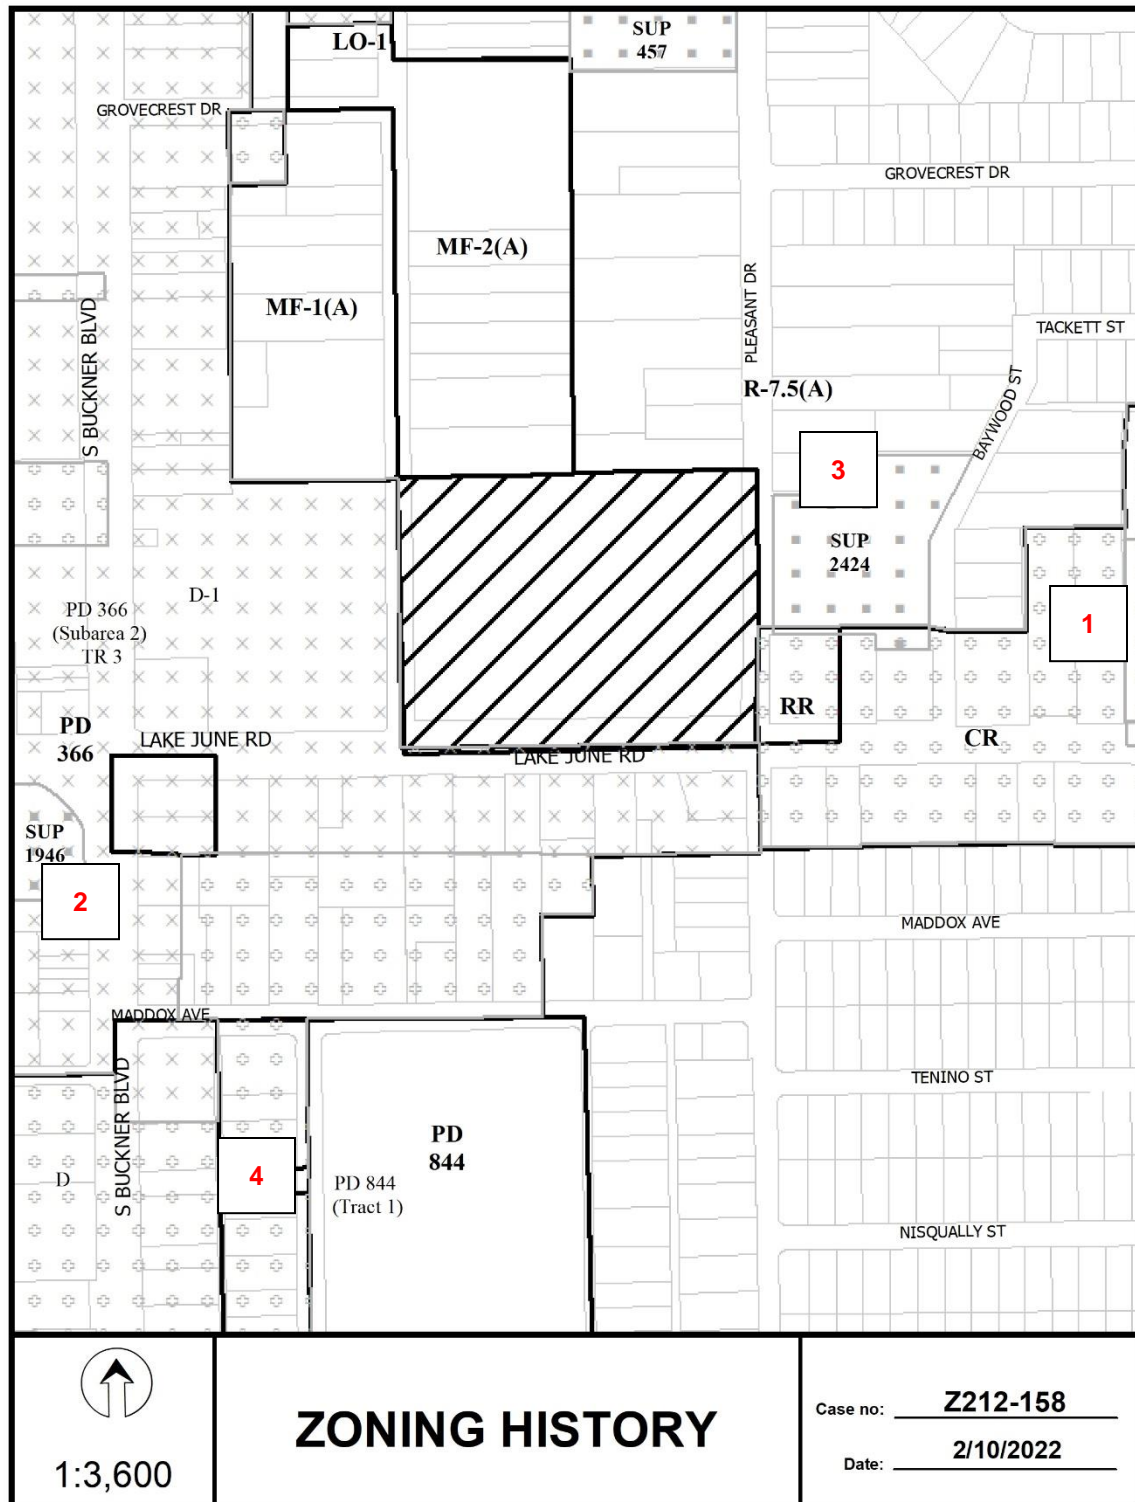 LO-1
SUP
457
GROVECREST DR
GROVECREST DR
MF-2(A)
MF-1(A)
S BUCKNER BLVD
PLEASANT DR
TACKETT ST
R-7.5(A)
BAYWOOD ST
3
SUP
2424
D-1
PD 366
(Subarea 2)
TR 3
1
RR
PD
366
LAKE JUNE RD
LAKE JUNE RD
CR
SUP
1946
2
MADDOX AVE
MADDOX AVE
S BUCKNER BLVD
TENINO ST
PD
844
4
D
PD 844
(Tract 1)
NISQUALLY ST
1:3,600
ZONING HISTORY
Case no: Z212-158
Date: 2/10/2022